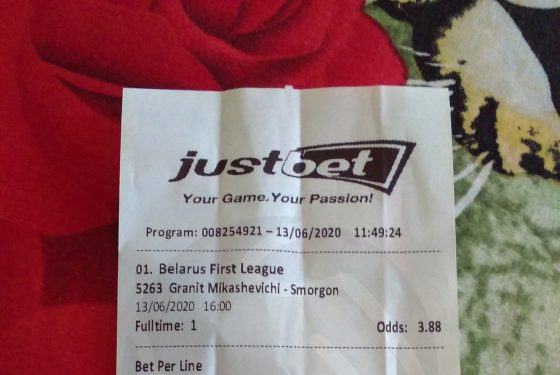 justbet
Your Game.Your Passion!
Program: 008254921 – 13/06/2020 11:49:24
01. Belarus First League
5263 Granit Mikashevichi - Smorgon
13/06/2020 16:00
Fulltime: 1 Odds: 3.88
Bet Per Line